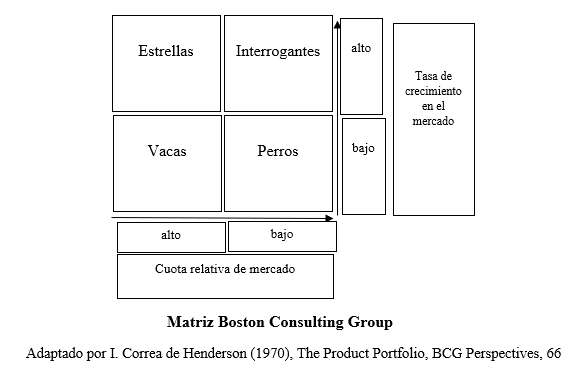 Estrellas
Interrogantes
alto
Tasa de
crecimiento
en el
mercado
Vacas
Perros
bajo
alto
bajo
Cuota relativa de mercado
Matriz Boston Consulting Group
Adaptado por I. Correa de Henderson (1970), The Product Portfolio, BCG Perspectives, 66